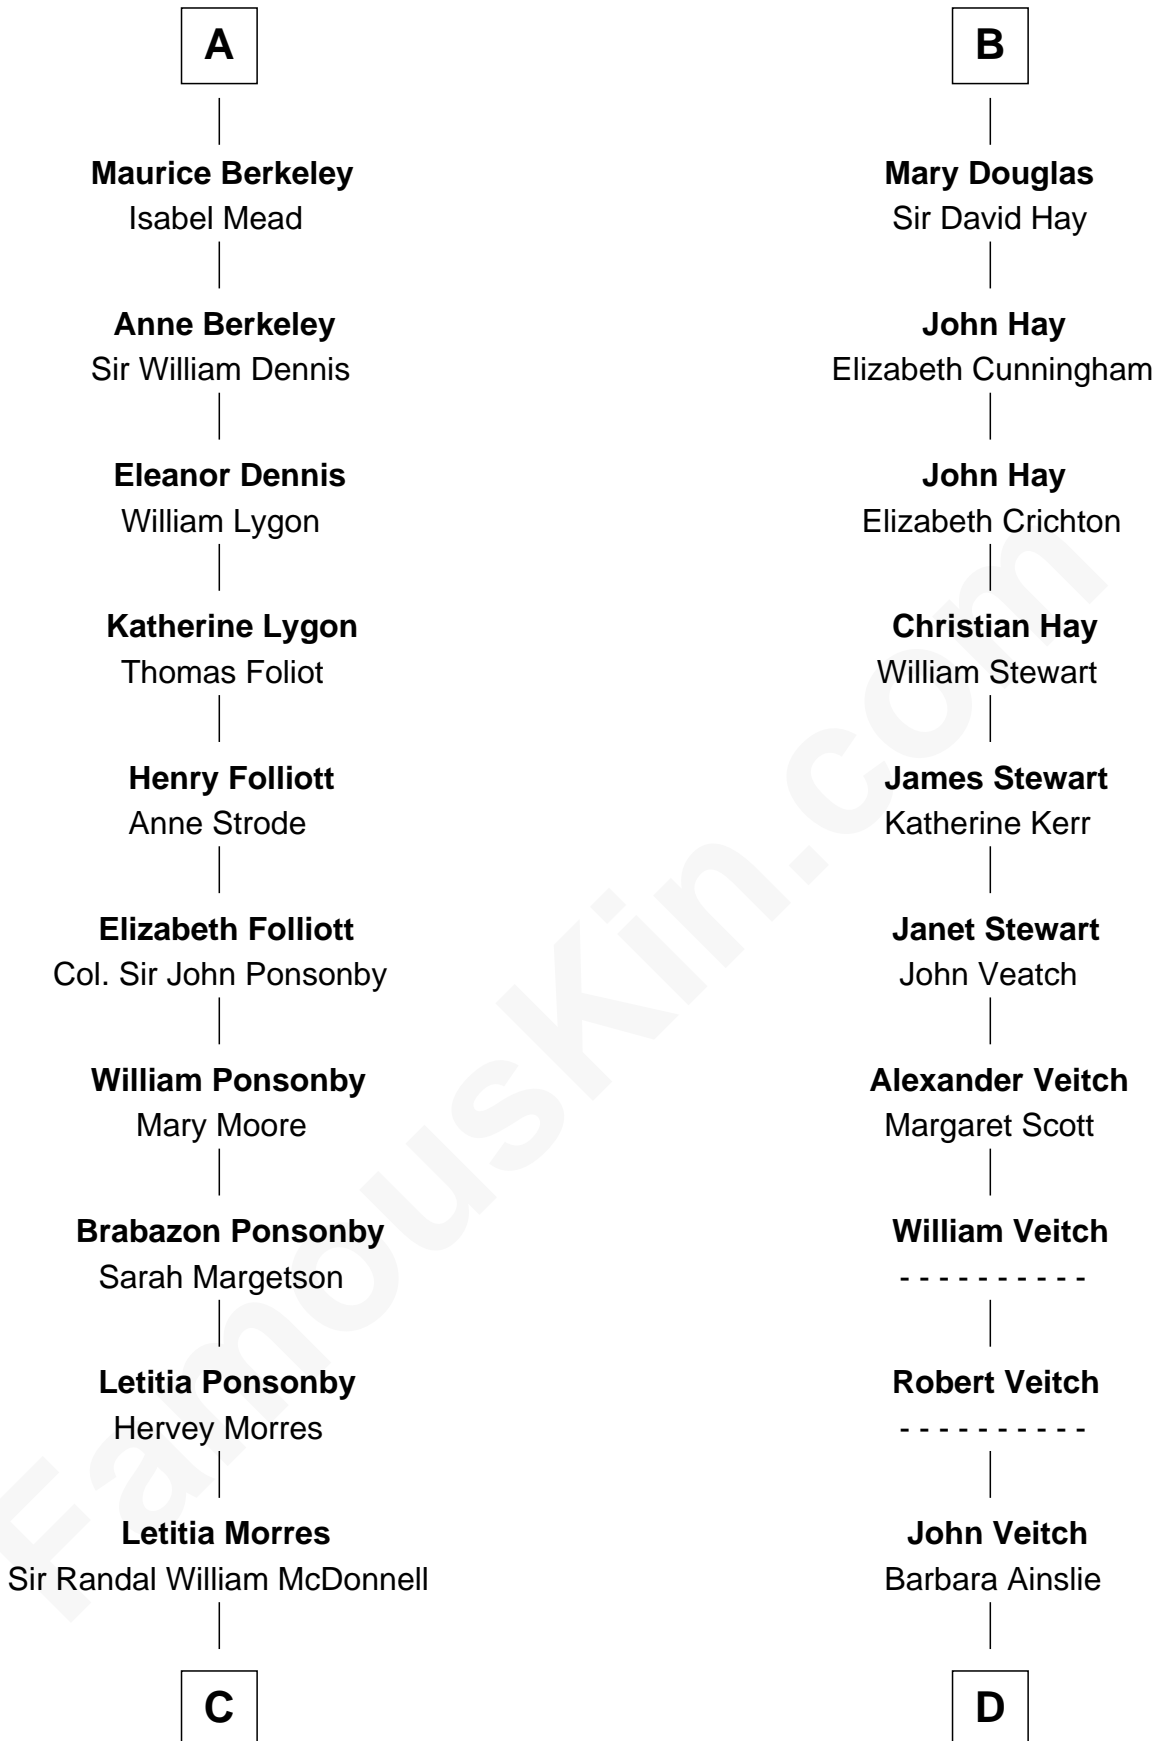 A
Maurice Berkeley
Isabel Mead
Anne Berkeley
Sir William Dennis
Eleanor Dennis
William Lygon
Katherine Lygon
Thomas Foliot
Henry Folliott
Anne Strode
Elizabeth Folliott
Col. Sir John Ponsonby
William Ponsonby
Mary Moore
Brabazon Ponsonby
Sarah Margetson
Letitia Ponsonby
Hervey Morres
Letitia Morres
Sir Randal William McDonnell
C
B
Mary Douglas
Sir David Hay
John Hay
Elizabeth Cunningham
John Hay
Elizabeth Crichton
Christian Hay
William Stewart
James Stewart
Katherine Kerr
Janet Stewart
John Veatch
Alexander Veitch
Margaret Scott
William Veitch
- - - - - - - - - -
Robert Veitch
- - - - - - - - - -
John Veitch
Barbara Ainslie
D
FamousKin.com